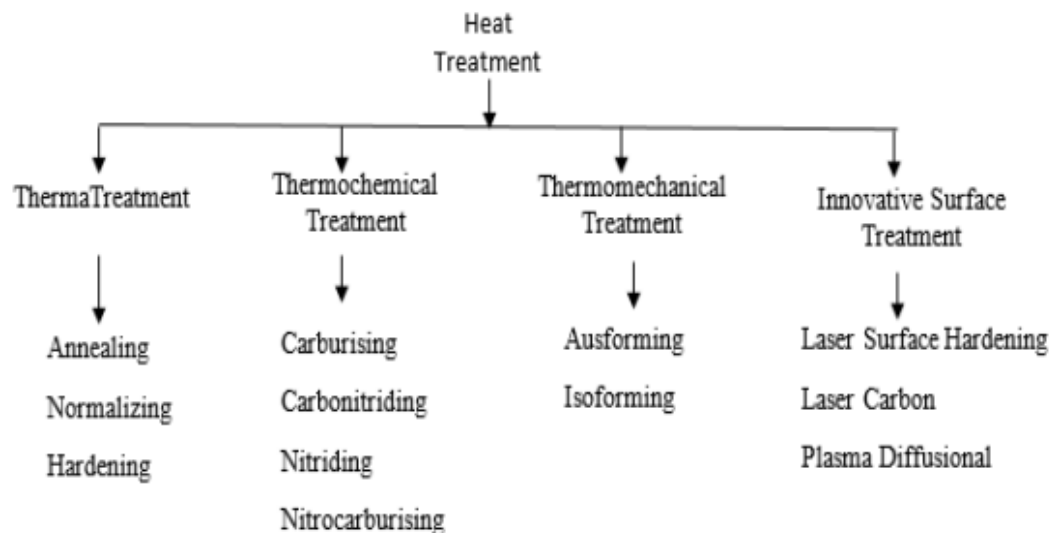 Heat
Treatment
ThermaTreatment
Thermochemical
Treatment
Thermomechanical
Treatment
Innovative Surface
Treatment
Annealing
Normalizing
Hardening
Carburising
Carbonitriding
Nitriding
Nitrocarburising
Ausforming
Isoforming
Laser Surface Hardening
Laser Carbon
Plasma Diffusional